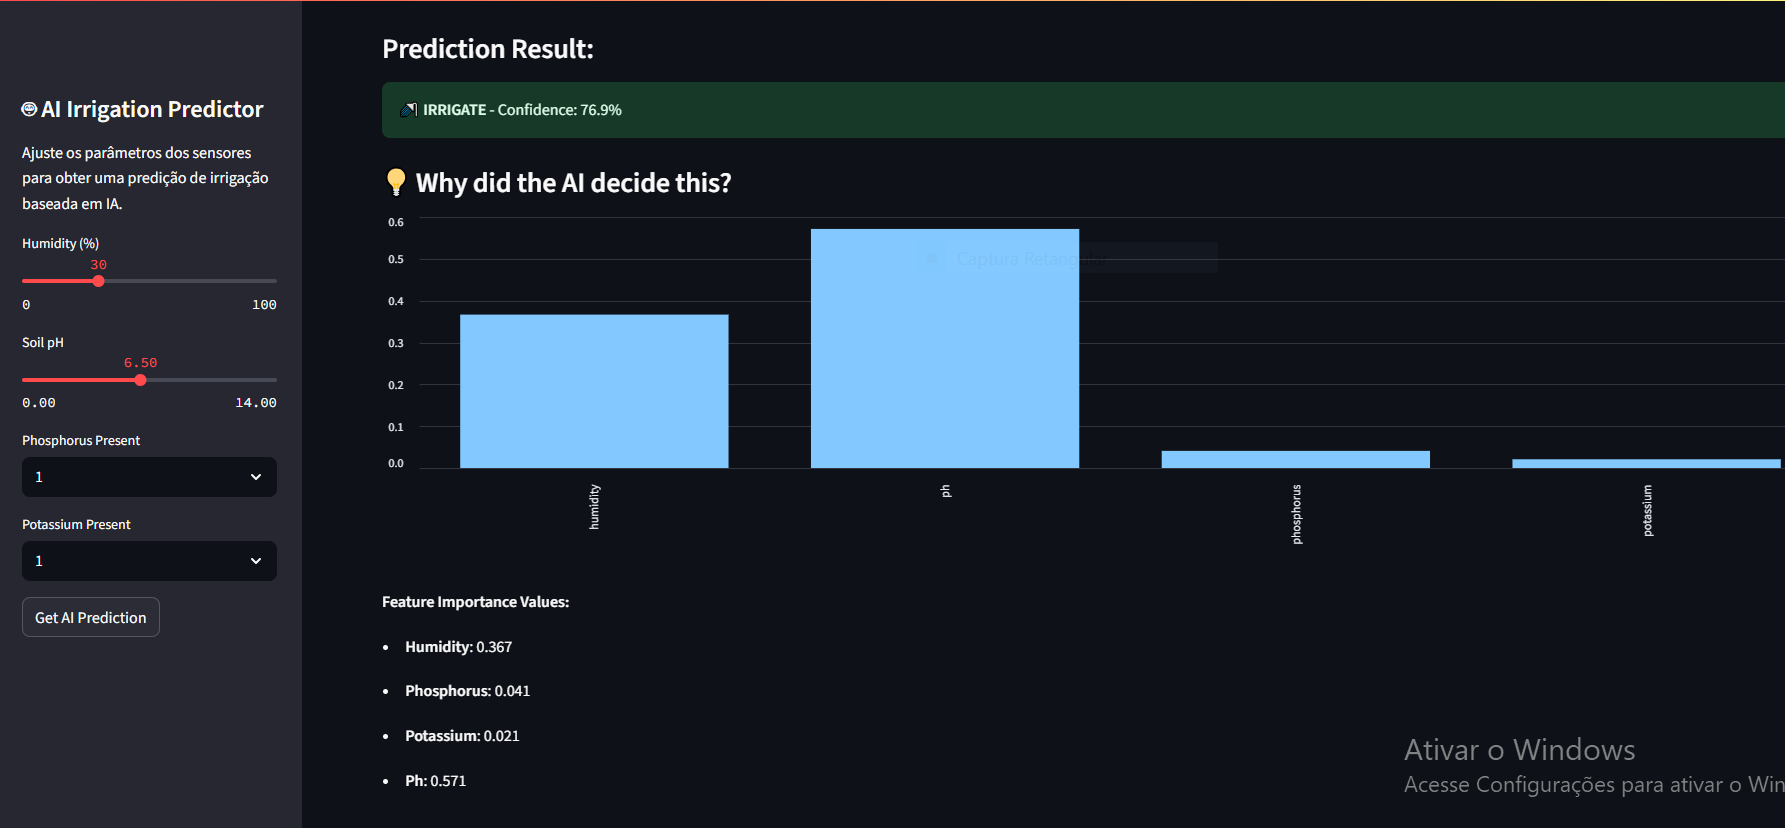 AI Irrigation Predictor
Ajuste os parâmetros dos sensores
para obter uma predição de irrigação
baseada em IA.
Humidity (%)
30
0 100
Soil pH
6.50
0.00 14.00
Phosphorus Present
1
Potassium Present
1
Get AI Prediction
Prediction Result:
IRRIGATE - Confidence: 76.9%
Why did the AI decide this?
0.6
0.5
0.4
0.3
0.2
0.1
0.0
Captura Retangular
humidity
ph
phosphorus
potassium
Feature Importance Values:
• Humidity: 0.367
• Phosphorus: 0.041
• Potassium: 0.021
• Ph: 0.571
Ativar o Windows
Acesse Configurações para ativar o Win